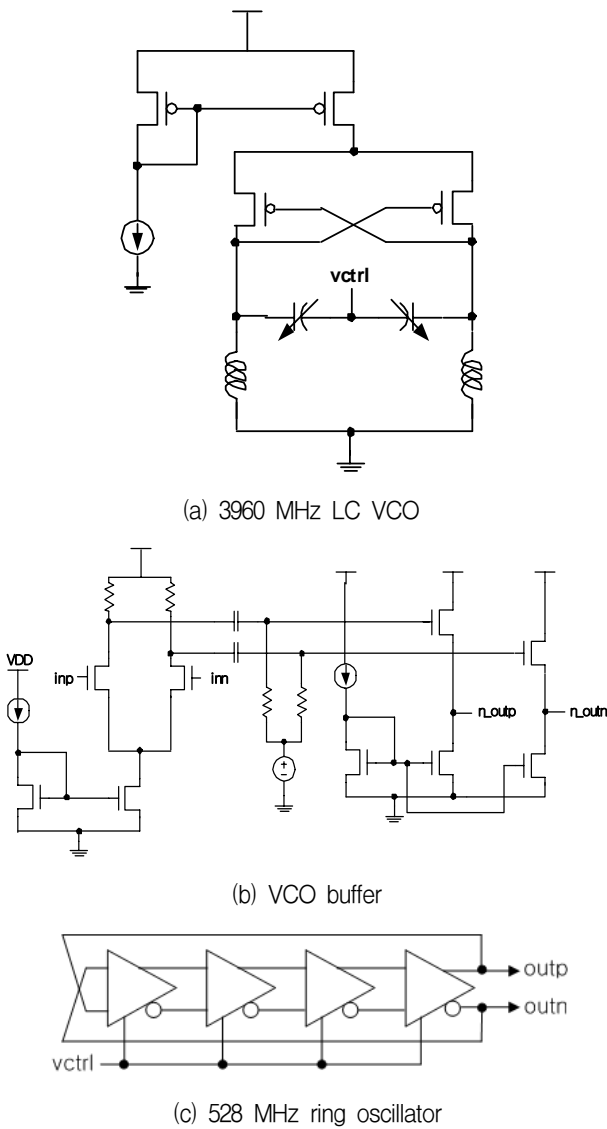 vctrl
(a) 3960 MHz LC VCO
VDD
inp
inn
n_outp
n_outn
+
−
(b) VCO buffer
outp
outn
vctrl
(c) 528 MHz ring oscillator